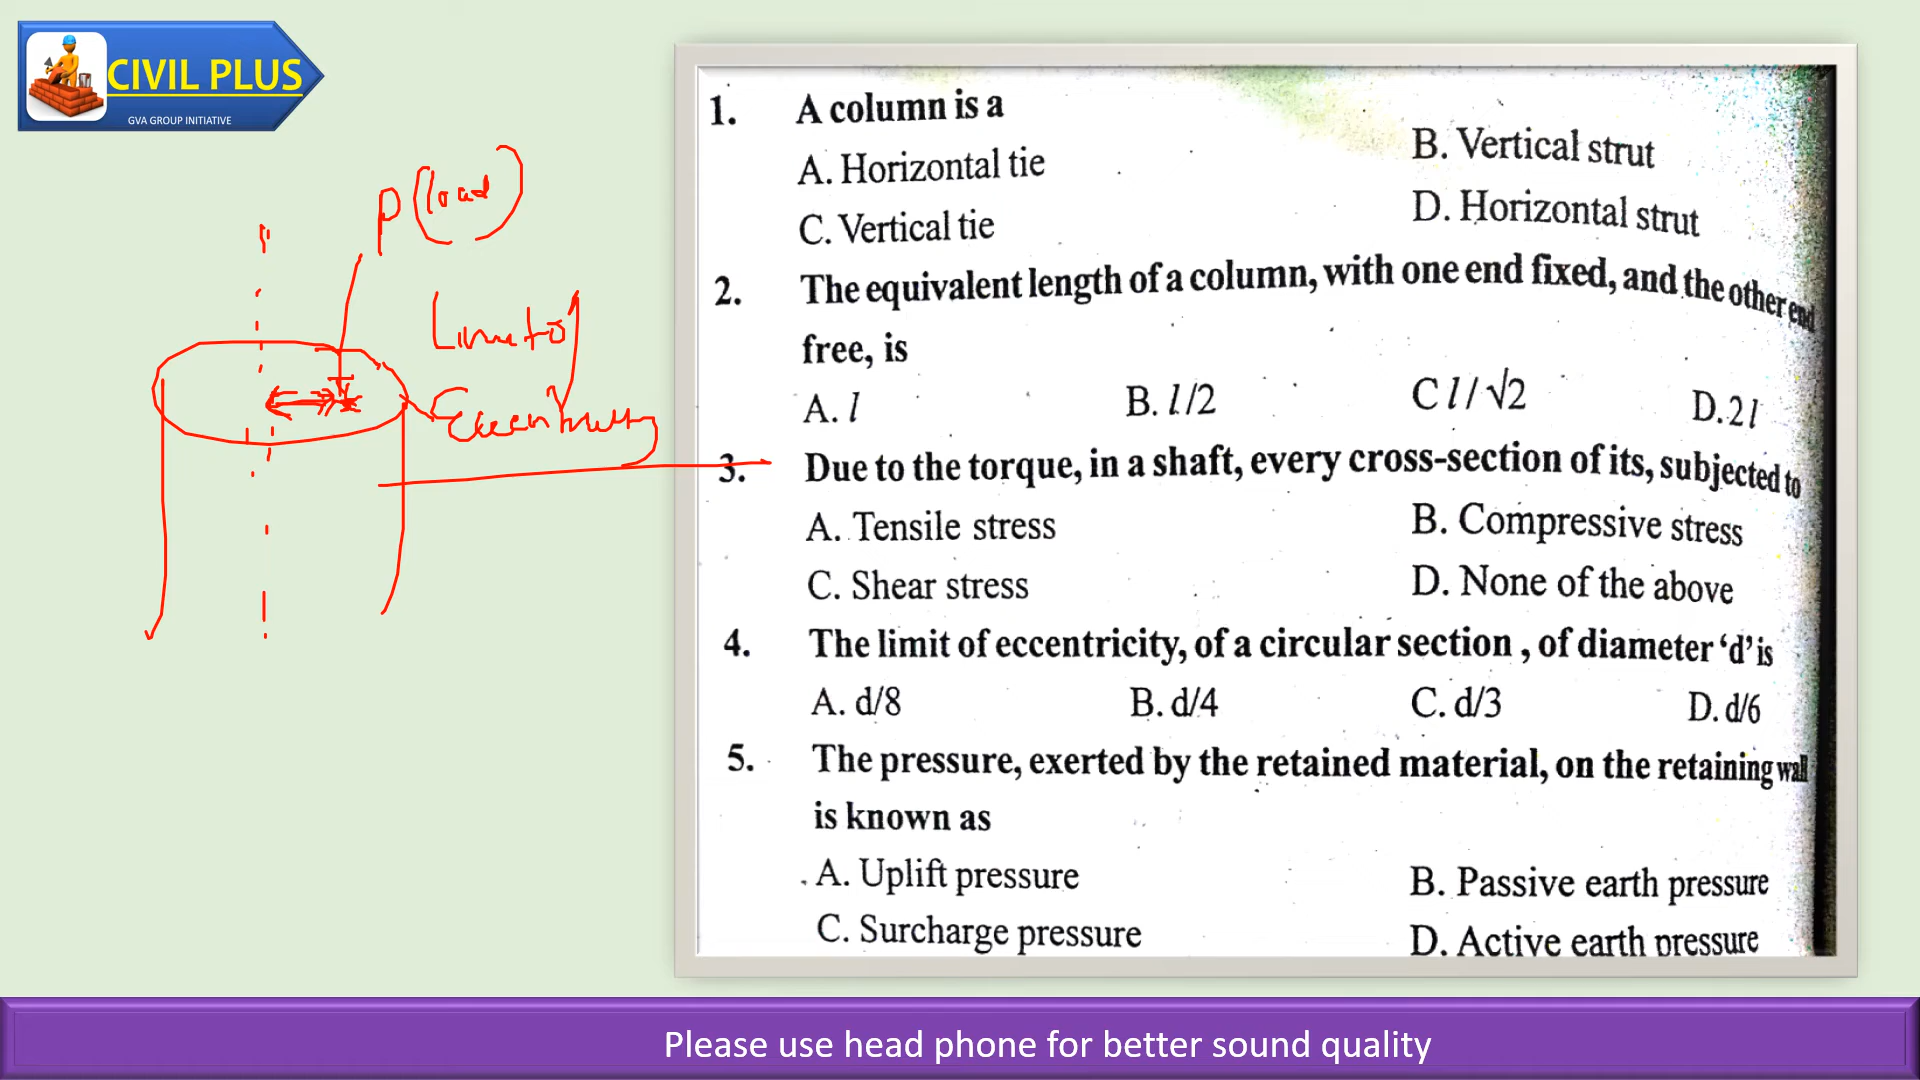 CIVIL PLUS
GVA GROUP INITIATIVE
P (load)
1. A column is a
A. Horizontal tie
B. Vertical strut
C. Vertical tie
D. Horizontal strut
2. The equivalent length of a column, with one end fixed, and the other end
free, is
A. l
B. l/2
C l/√2
D. 2l
3. Due to the torque, in a shaft, every cross-section of its, subjected to
A. Tensile stress
B. Compressive stress
C. Shear stress
D. None of the above
4. The limit of eccentricity, of a circular section , of diameter ‘d’ is
A. d/8
B. d/4
C. d/3
D. d/6
5. The pressure, exerted by the retained material, on the retaining wall
is known as
A. Uplift pressure
B. Passive earth pressure
C. Surcharge pressure
D. Active earth pressure
Please use head phone for better sound quality